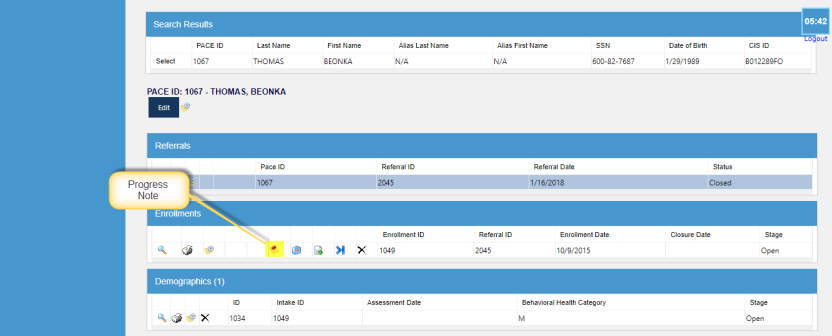 05:42
Logout
Search Results
PACE ID Last Name First Name Alias Last Name Alias First Name SSN Date of Birth CIS ID
Select 1067 THOMAS BEONKA N/A N/A 600-82-7687 1/29/1989 B012289FO
PACE ID: 1067 - THOMAS, BEONKA
Edit
Referrals
Pace ID Referral ID Referral Date Status
1067 2045 1/16/2018 Closed
Progress
Note
Enrollments
Enrollment ID Referral ID Enrollment Date Closure Date Stage
1049 2045 10/9/2015 Open
Demographics (1)
ID Intake ID Assessment Date Behavioral Health Category Stage
1034 1049 M Open